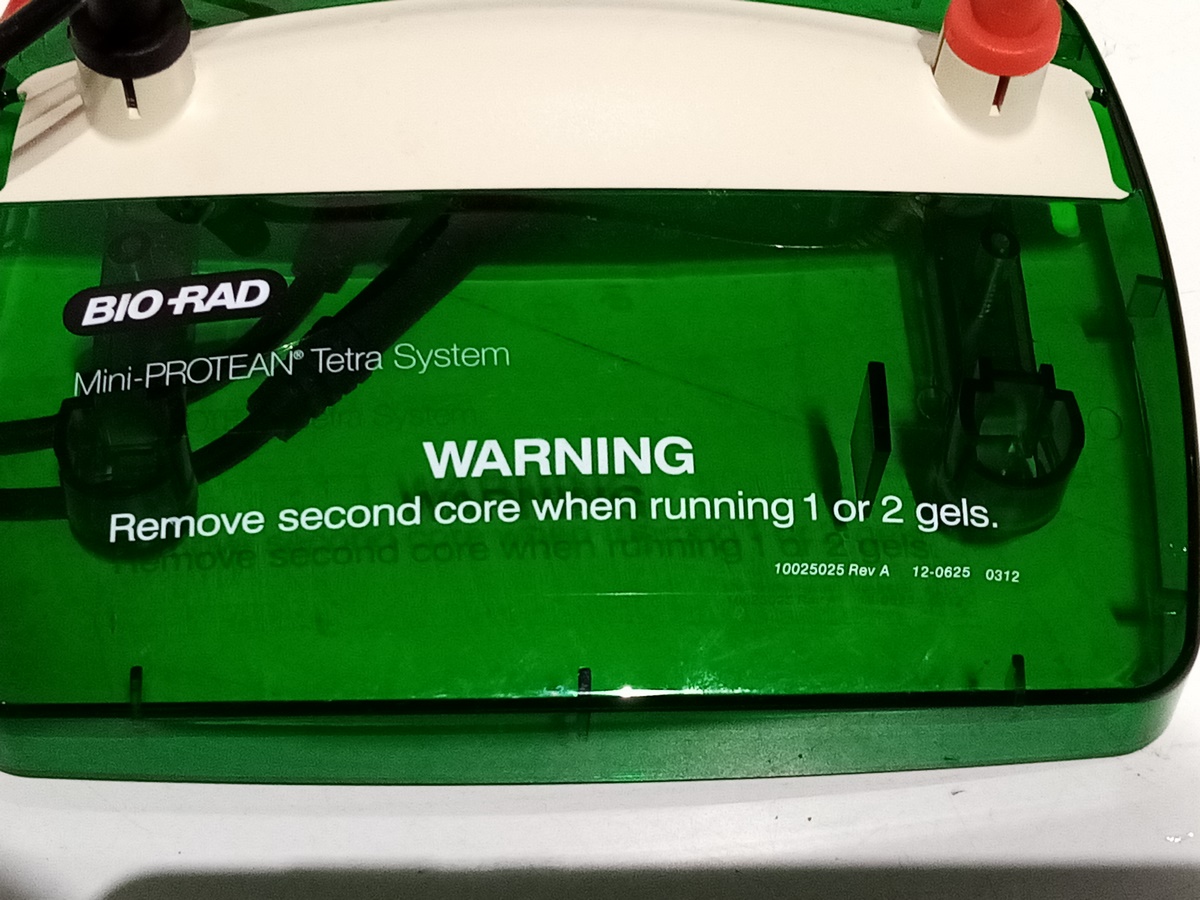 BIO-RAD
Mini-PROTEAN® Tetra System
WARNING
Remove second core when running 1 or 2 gels.
10025025 Rev A 12-0625 0312